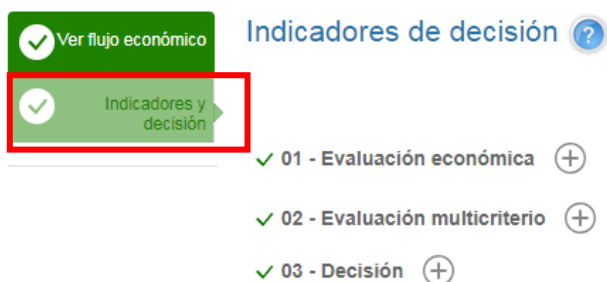 Ver flujo económico
Indicadores y
decisión
Indicadores de decisión ?
01 - Evaluación económica
02 - Evaluación multicriterio
03 - Decisión